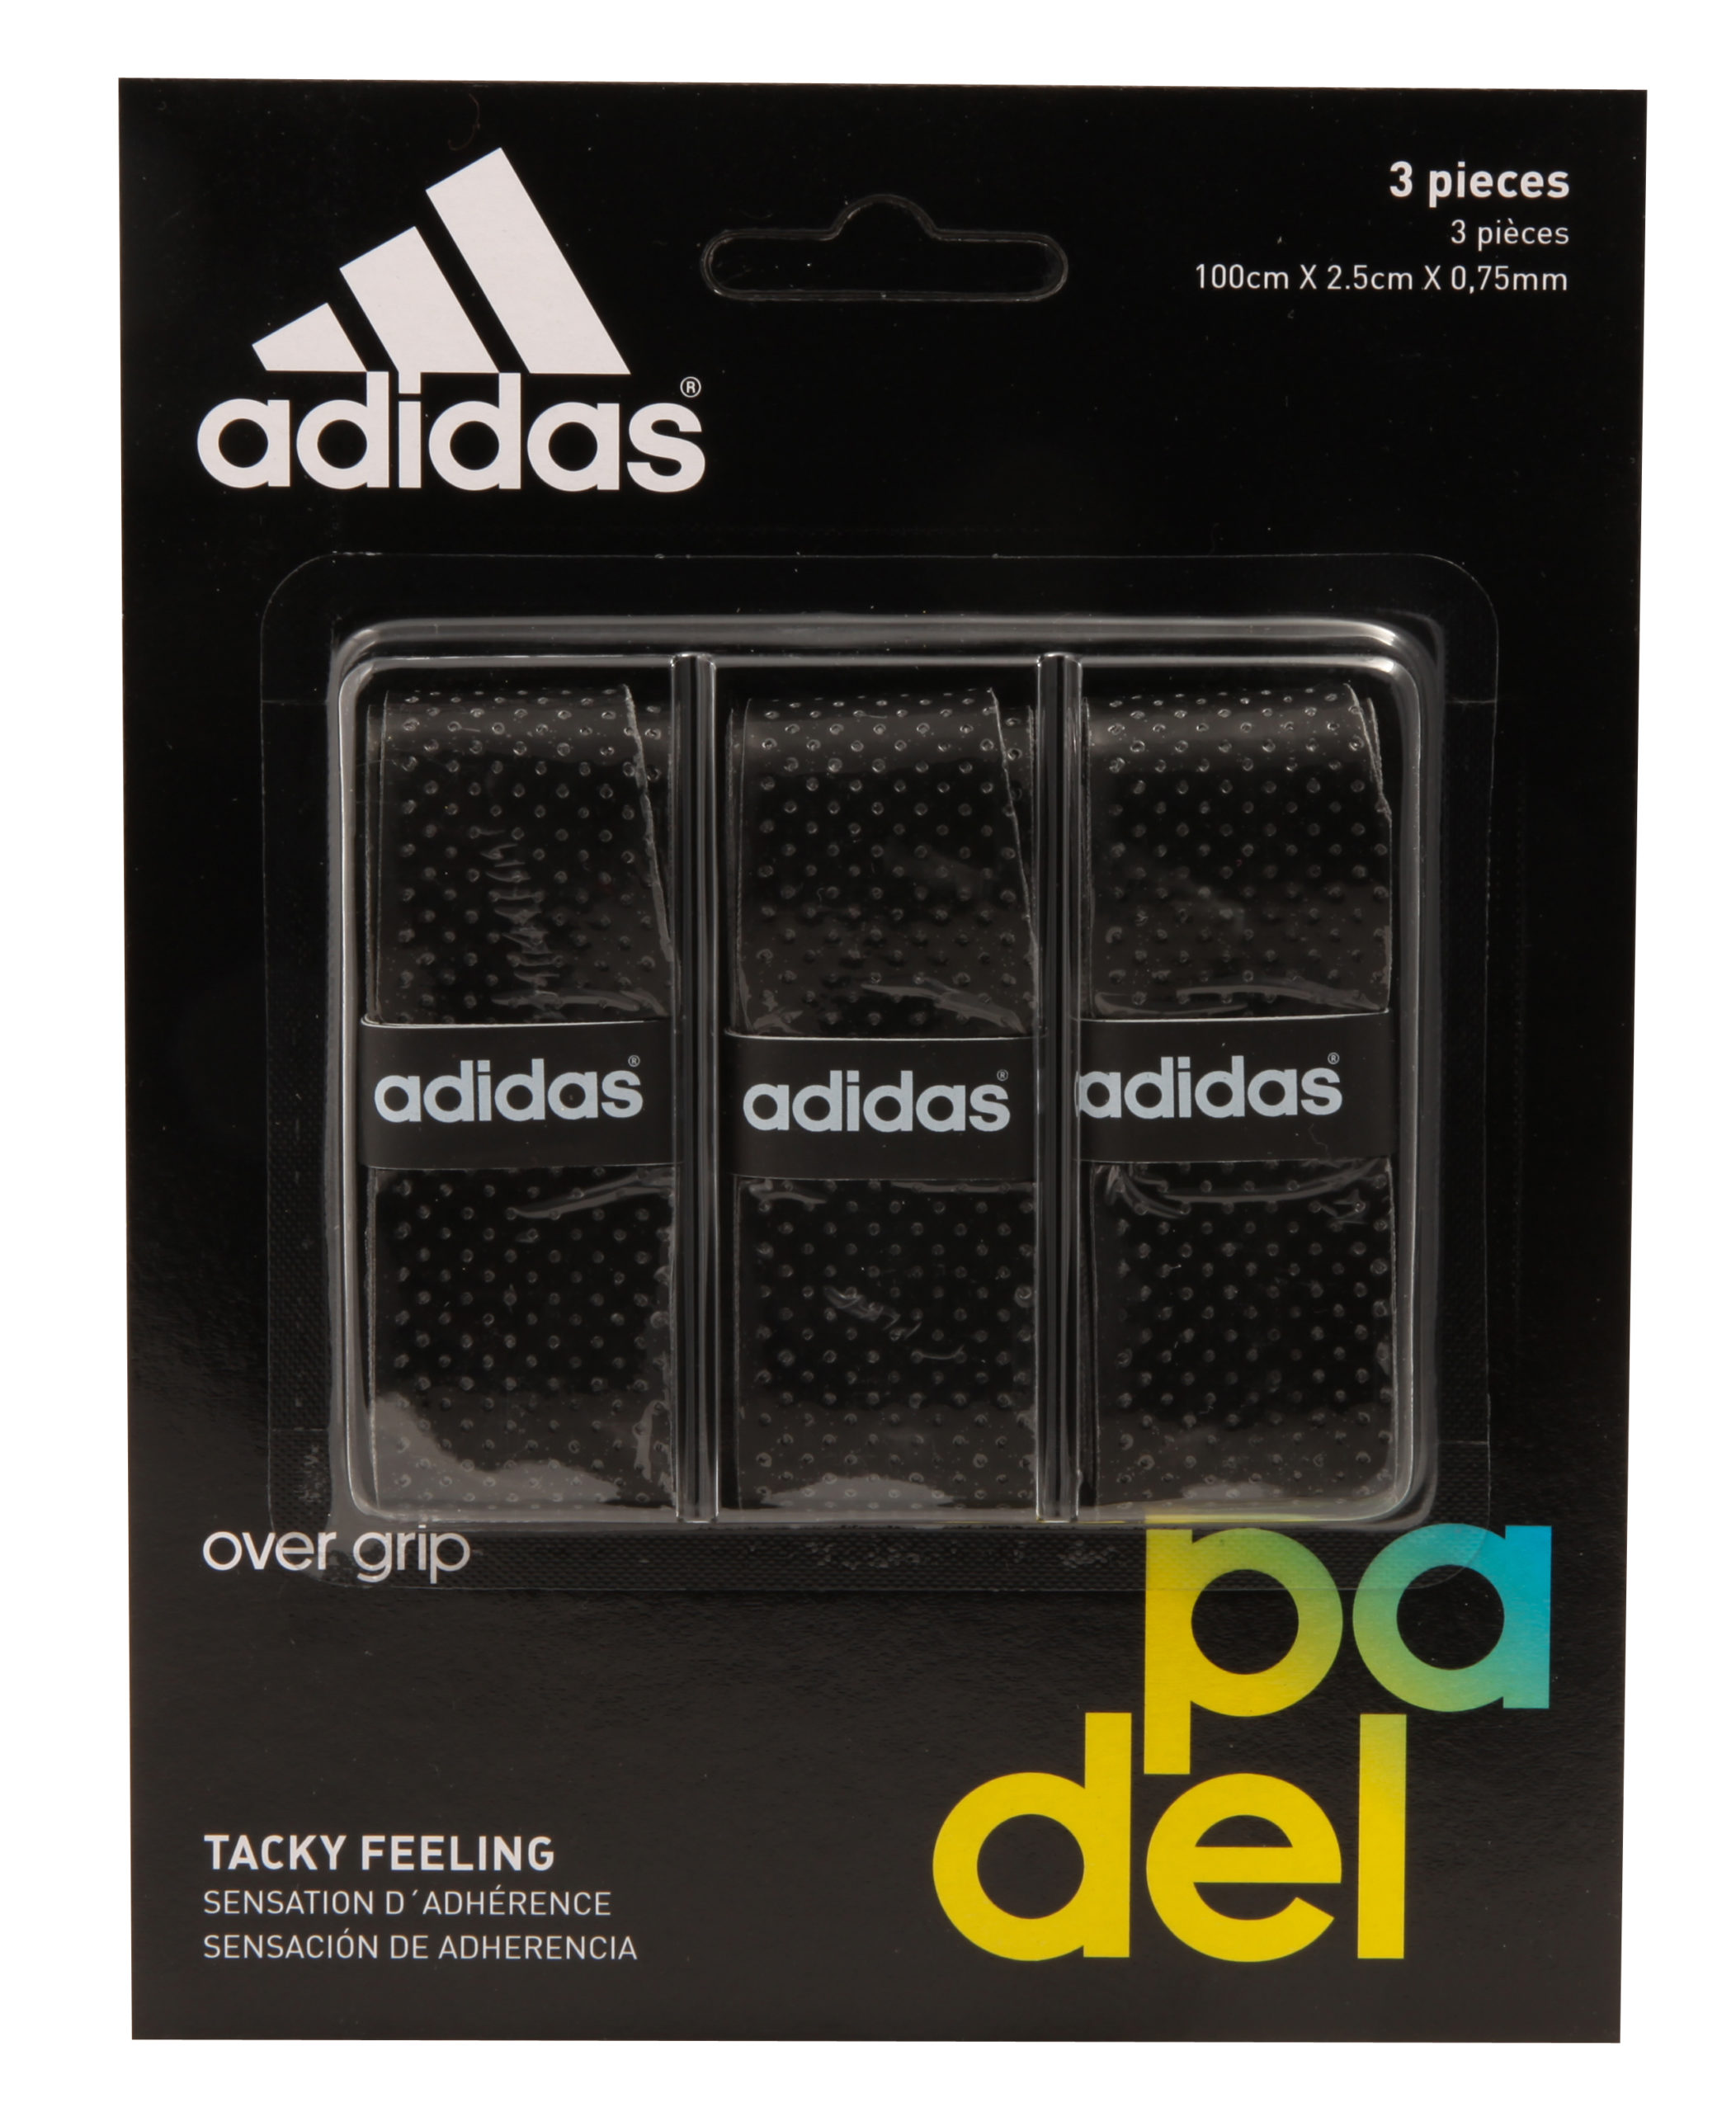 adidas®
3 pieces
3 pièces
100cm X 2.5cm X 0,75mm
adidas®
adidas®
adidas®
over grip
pa
del
TACKY FEELING
SENSATION D´ADHÉRENCE
SENSACIÓN DE ADHERENCIA